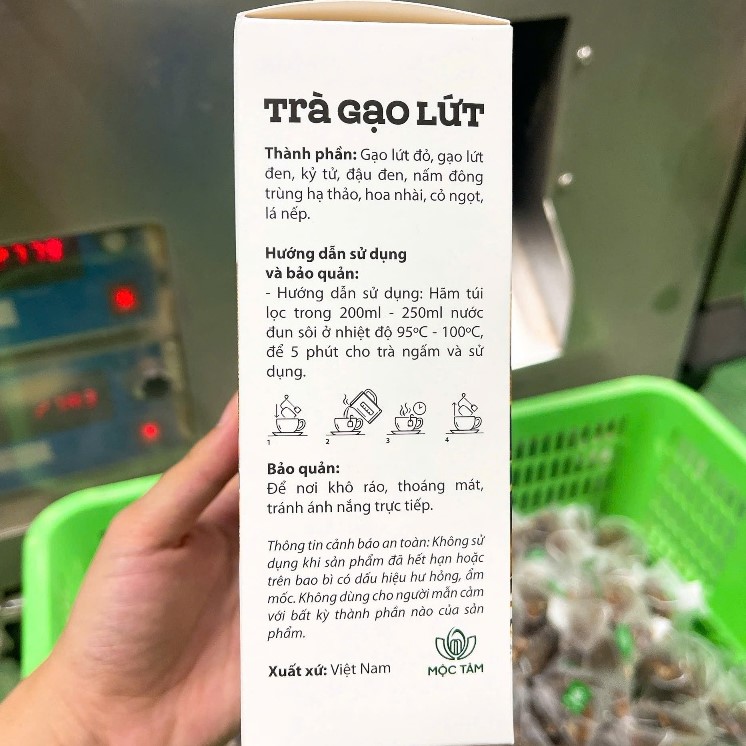 Trà Gạo Lứt
Thành phần: Gạo lứt đỏ, gạo lứt
đen, kỷ tử, đậu đen, nấm đông
trùng hạ thảo, hoa nhài, cỏ ngọt,
lá nếp.
Hướng dẫn sử dụng
và bảo quản:
- Hướng dẫn sử dụng: Hãm túi
lọc trong 200ml - 250ml nước
đun sôi ở nhiệt độ 95ºC - 100ºC,
để 5 phút cho trà ngấm và sử
dụng.
1 2 3 4
Bảo quản:
Để nơi khô ráo, thoáng mát,
tránh ánh nắng trực tiếp.
Thông tin cảnh báo an toàn: Không sử
dụng khi sản phẩm đã hết hạn hoặc
trên bao bì có dấu hiệu hư hỏng, ẩm
mốc. Không dùng cho người mẫn cảm
với bất kỳ thành phần nào của sản
phẩm.
Xuất xứ: Việt Nam
MỘC TÂM